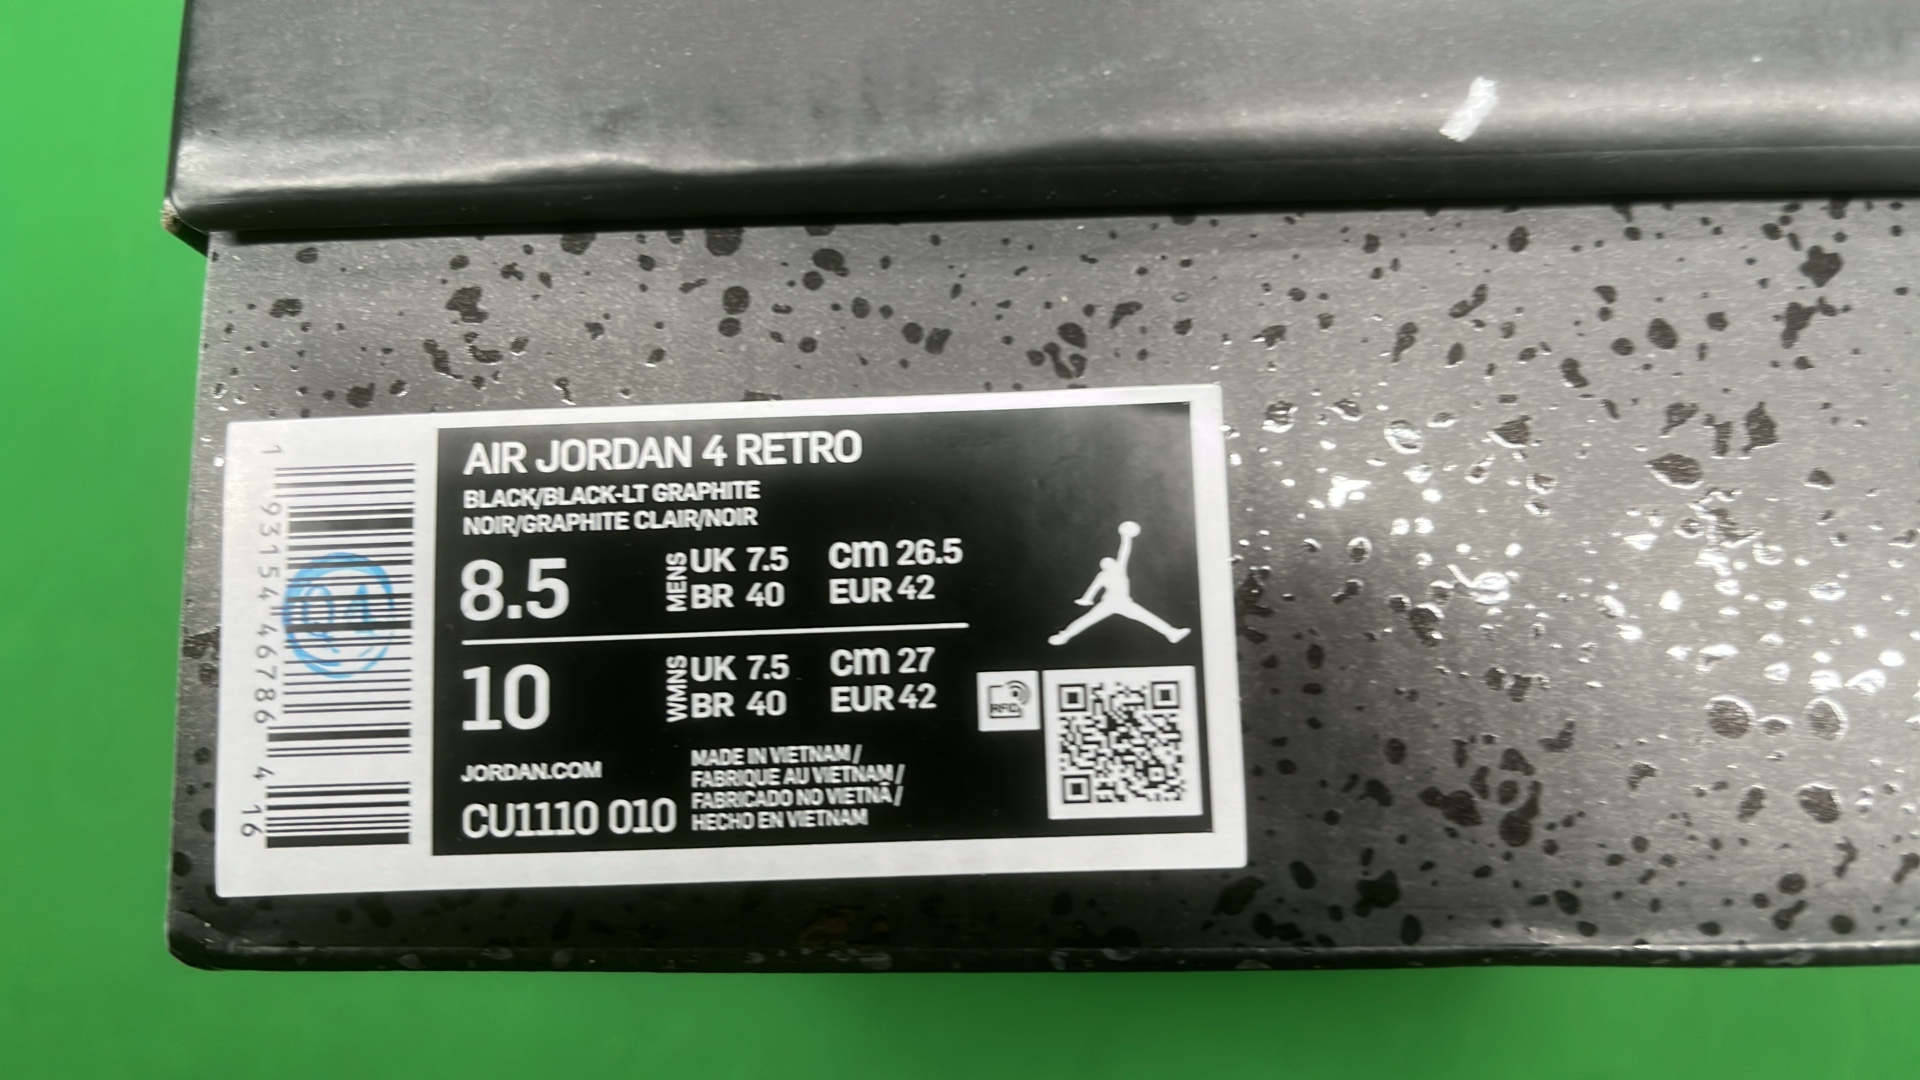 AIR JORDAN 4 RETRO
BLACK/BLACK-LT GRAPHITE
NOIR/GRAPHITE CLAIR/NOIR
8.5 MENS UK 7.5 cm 26.5
BR 40 EUR 42
10 WMNS UK 7.5 cm 27
BR 40 EUR 42
RFID
JORDAN.COM
CU1110 010
MADE IN VIETNAM /
FABRIQUE AU VIETNAM /
FABRICADO NO VIETNÃ /
HECHO EN VIETNAM
1 93154 46786 4 16